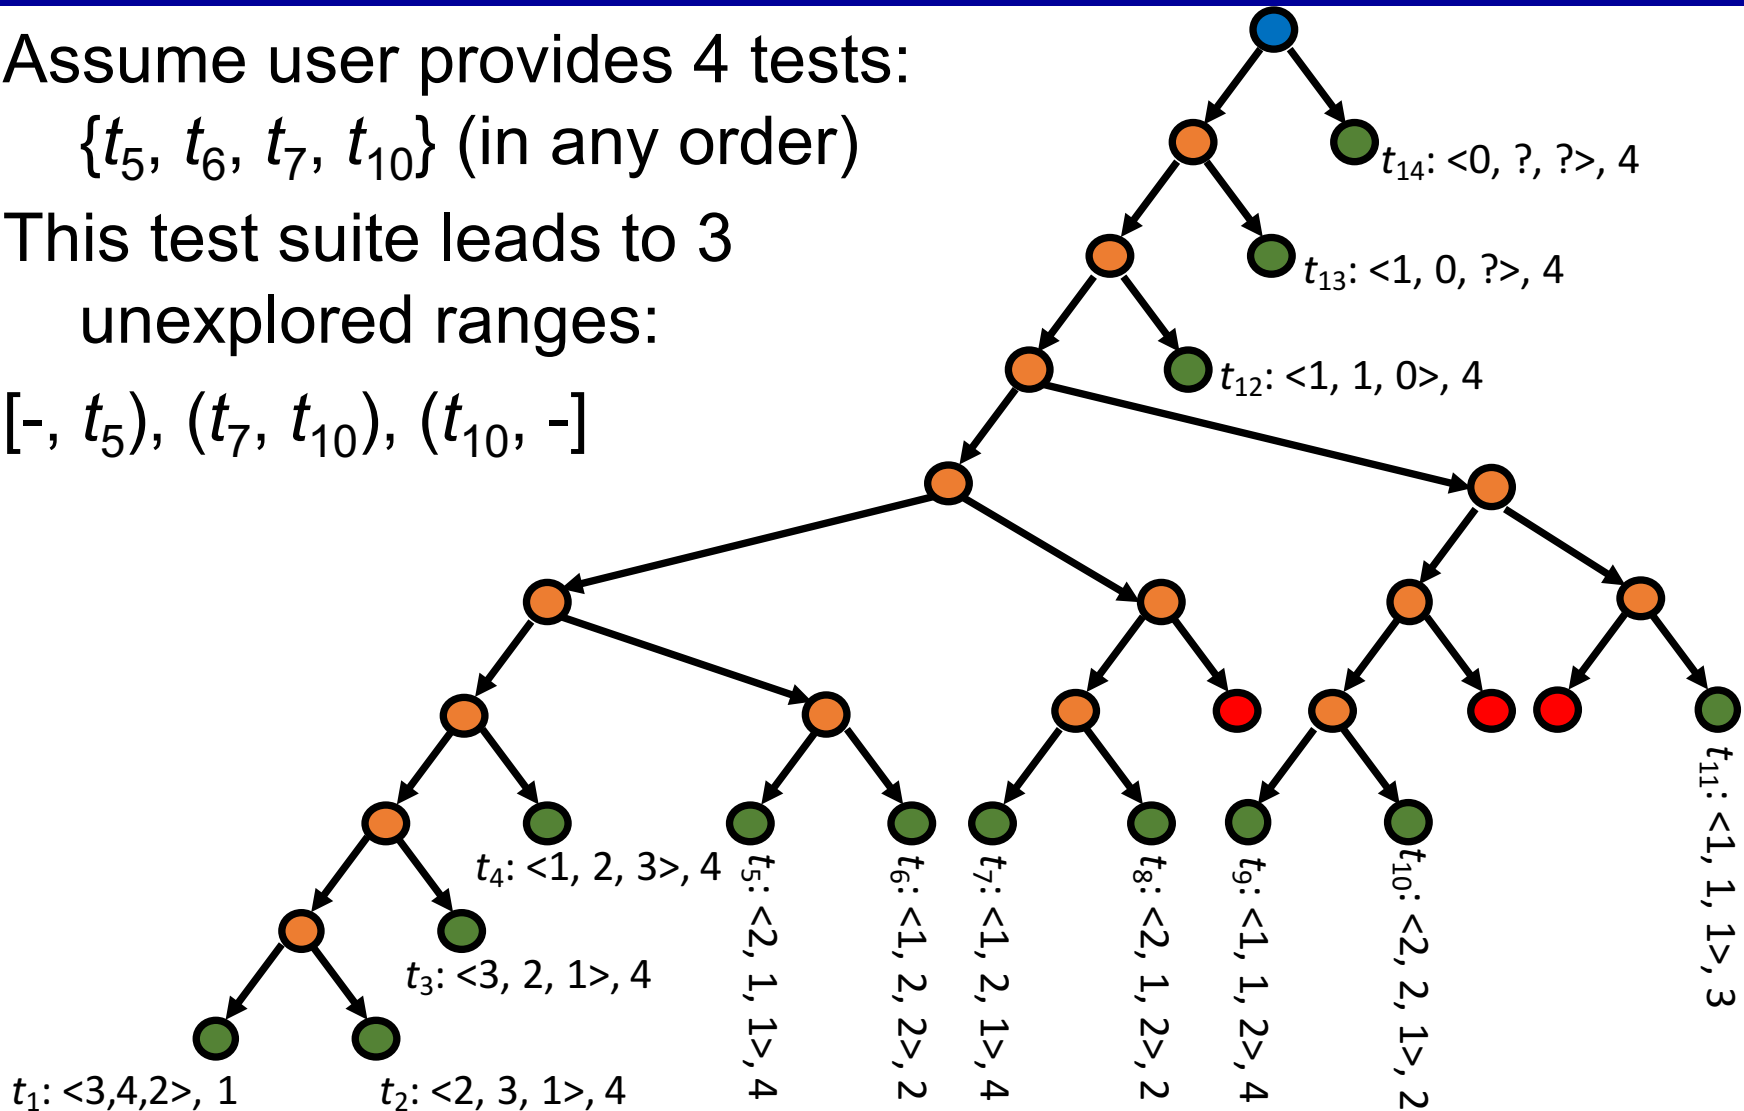 Assume user provides 4 tests:
{t5, t6, t7, t10} (in any order)
This test suite leads to 3
unexplored ranges:
[-, t5), (t7, t10), (t10, -]
t14: <0, ?, ?>, 4
t13: <1, 0, ?>, 4
t12: <1, 1, 0>, 4
t11: <1, 1, 1>, 3
t4: <1, 2, 3>, 4
t5: <2, 1, 1>, 4
t6: <1, 2, 2>, 2
t7: <1, 2, 1>, 4
t8: <2, 1, 2>, 2
t9: <1, 1, 2>, 4
t10: <2, 2, 1>, 2
t3: <3, 2, 1>, 4
t1: <3,4,2>, 1
t2: <2, 3, 1>, 4